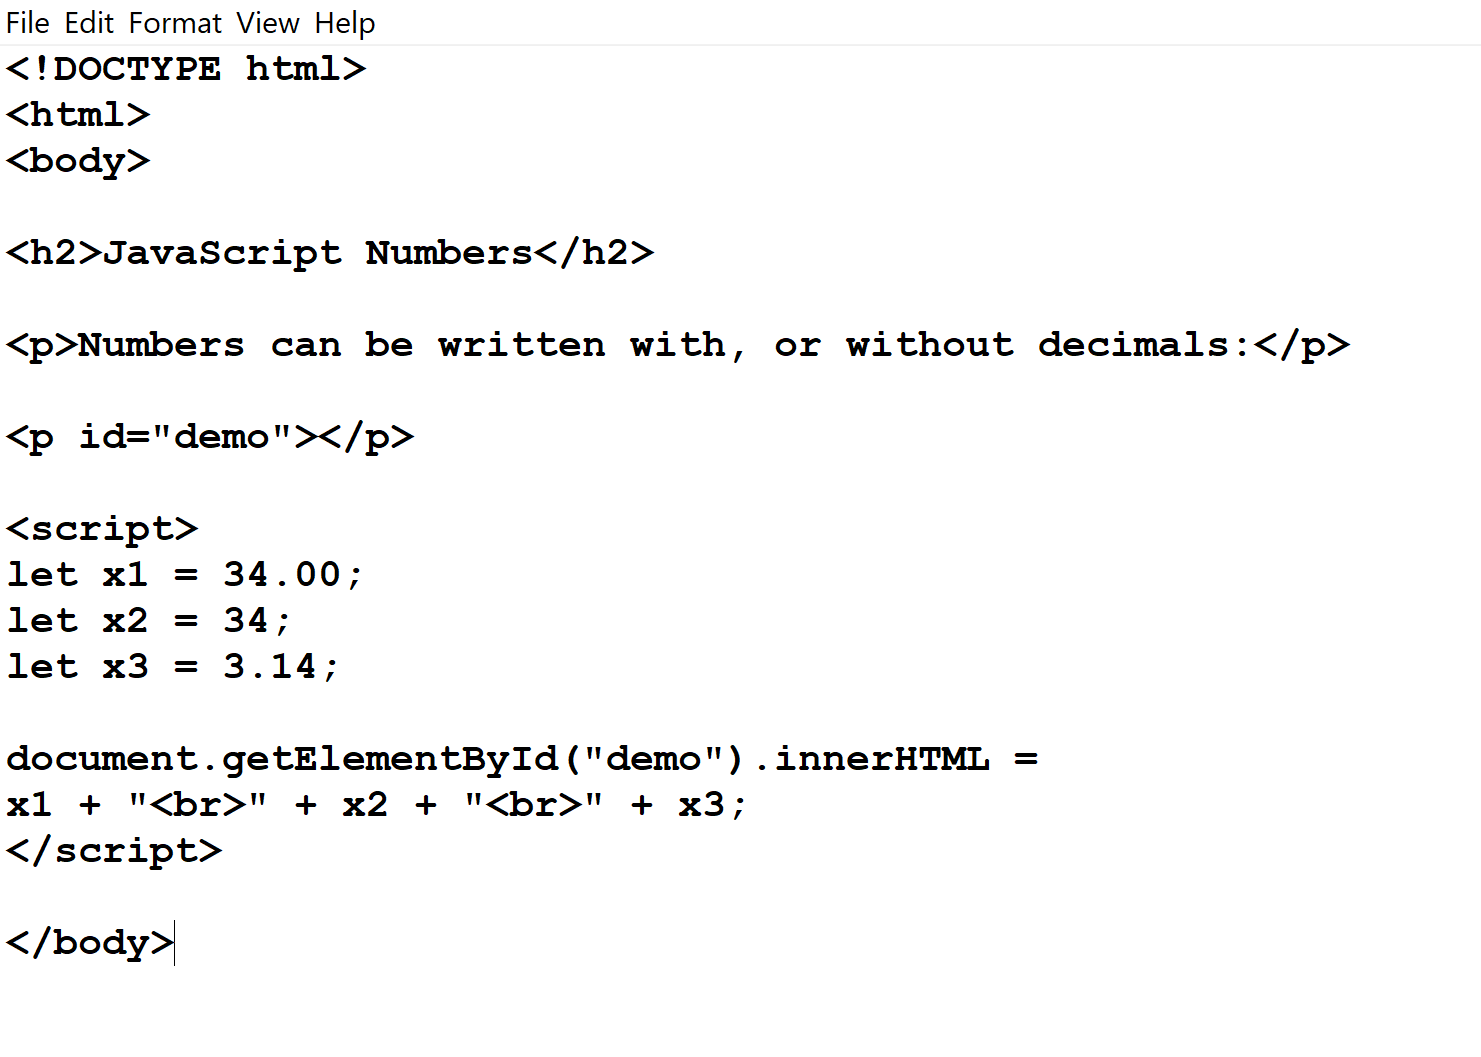 File Edit Format View Help
<!DOCTYPE html>
<html>
<body>
<h2>JavaScript Numbers</h2>
<p>Numbers can be written with, or without decimals:</p>
<p id="demo"></p>
<script>
let x1 = 34.00;
let x2 = 34;
let x3 = 3.14;
document.getElementById("demo").innerHTML =
x1 + "<br>" + x2 + "<br>" + x3;
</script>
</body>